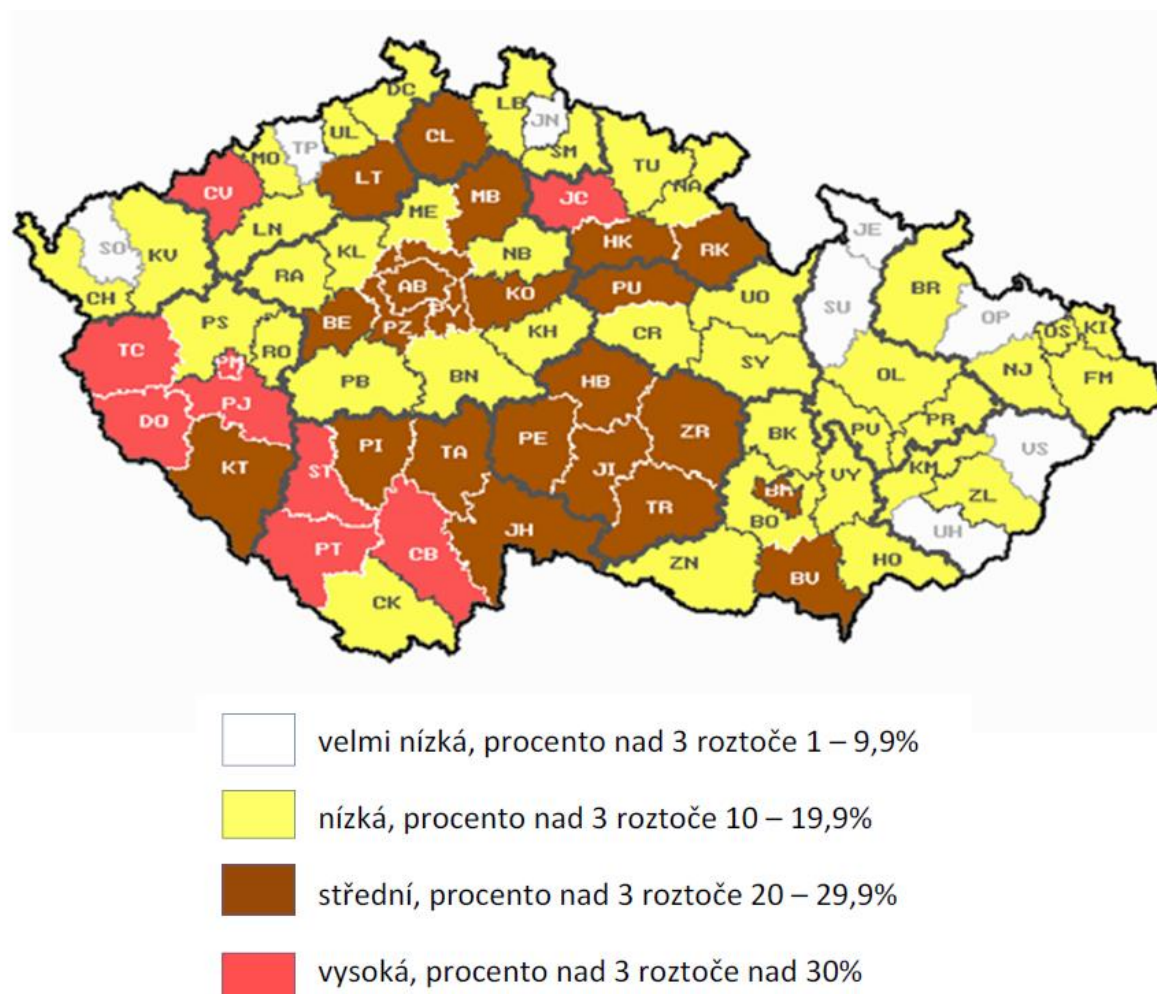 DC
LB
JN
UL
CL
TP
MO
SM
TU
LT
NA
CV
MB
JC
ME
LN
JE
SO
KV
KL
HK
RK
NB
RA
AB
BR
CH
KO
PU
UO
SU
OP
PS
BE
PZ
KH
CR
OS
KI
TC
RO
PM
PB
BN
SY
OL
NJ
FM
HB
PJ
DO
PR
PI
TA
PE
ZR
BK
PV
VS
KT
ST
JI
UY
KM
ZL
BM
TR
BO
PT
CB
JH
UH
ZN
BV
HO
CK
velmi nízká, procento nad 3 roztoče 1 – 9,9%
nízká, procento nad 3 roztoče 10 – 19,9%
střední, procento nad 3 roztoče 20 – 29,9%
vysoká, procento nad 3 roztoče nad 30%